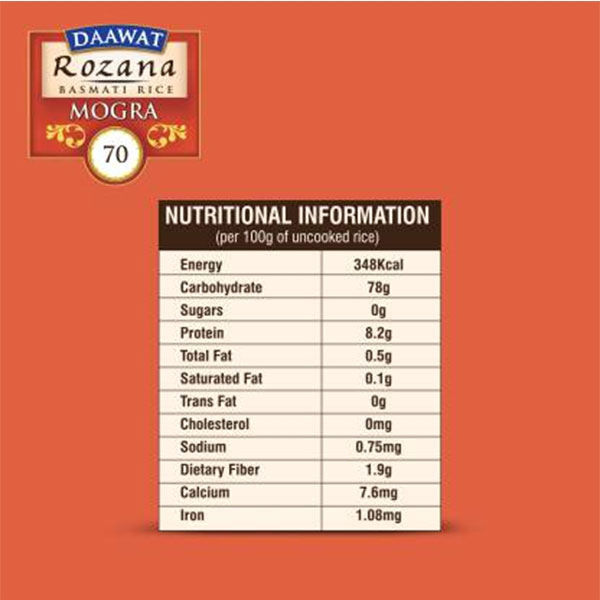 DAAWAT
Rozana
BASMATI RICE
MOGRA
70
NUTRITIONAL INFORMATION
(per 100g of uncooked rice)
Energy 348Kcal
Carbohydrate 78g
Sugars 0g
Protein 8.2g
Total Fat 0.5g
Saturated Fat 0.1g
Trans Fat 0g
Cholesterol 0mg
Sodium 0.75mg
Dietary Fiber 1.9g
Calcium 7.6mg
Iron 1.08mg